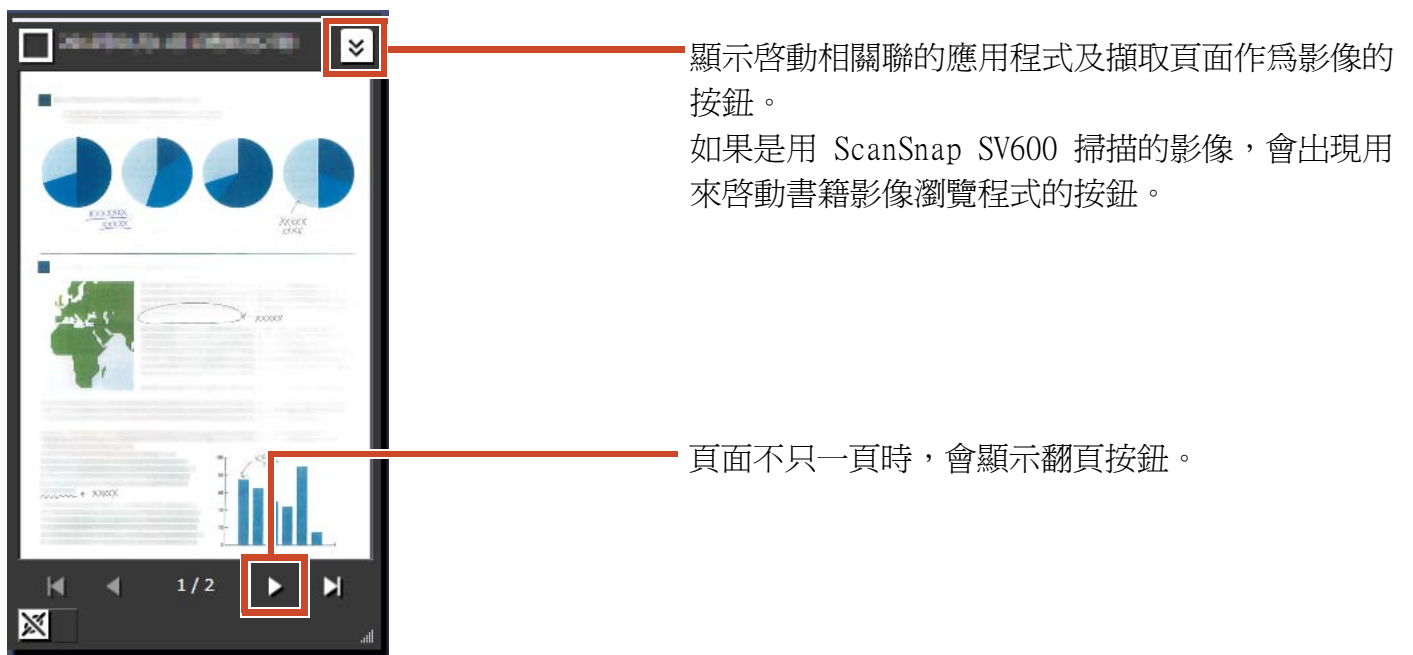 顯示啓動相關聯的應用程式及擷取頁面作爲影像的
按鈕。
如果是用 ScanSnap SV600 掃描的影像，會出現用
來啓動書籍影像瀏覽程式的按鈕。
XXXXX
頁面不只一頁時，會顯示翻頁按鈕。
+ XXXXX
1 / 2